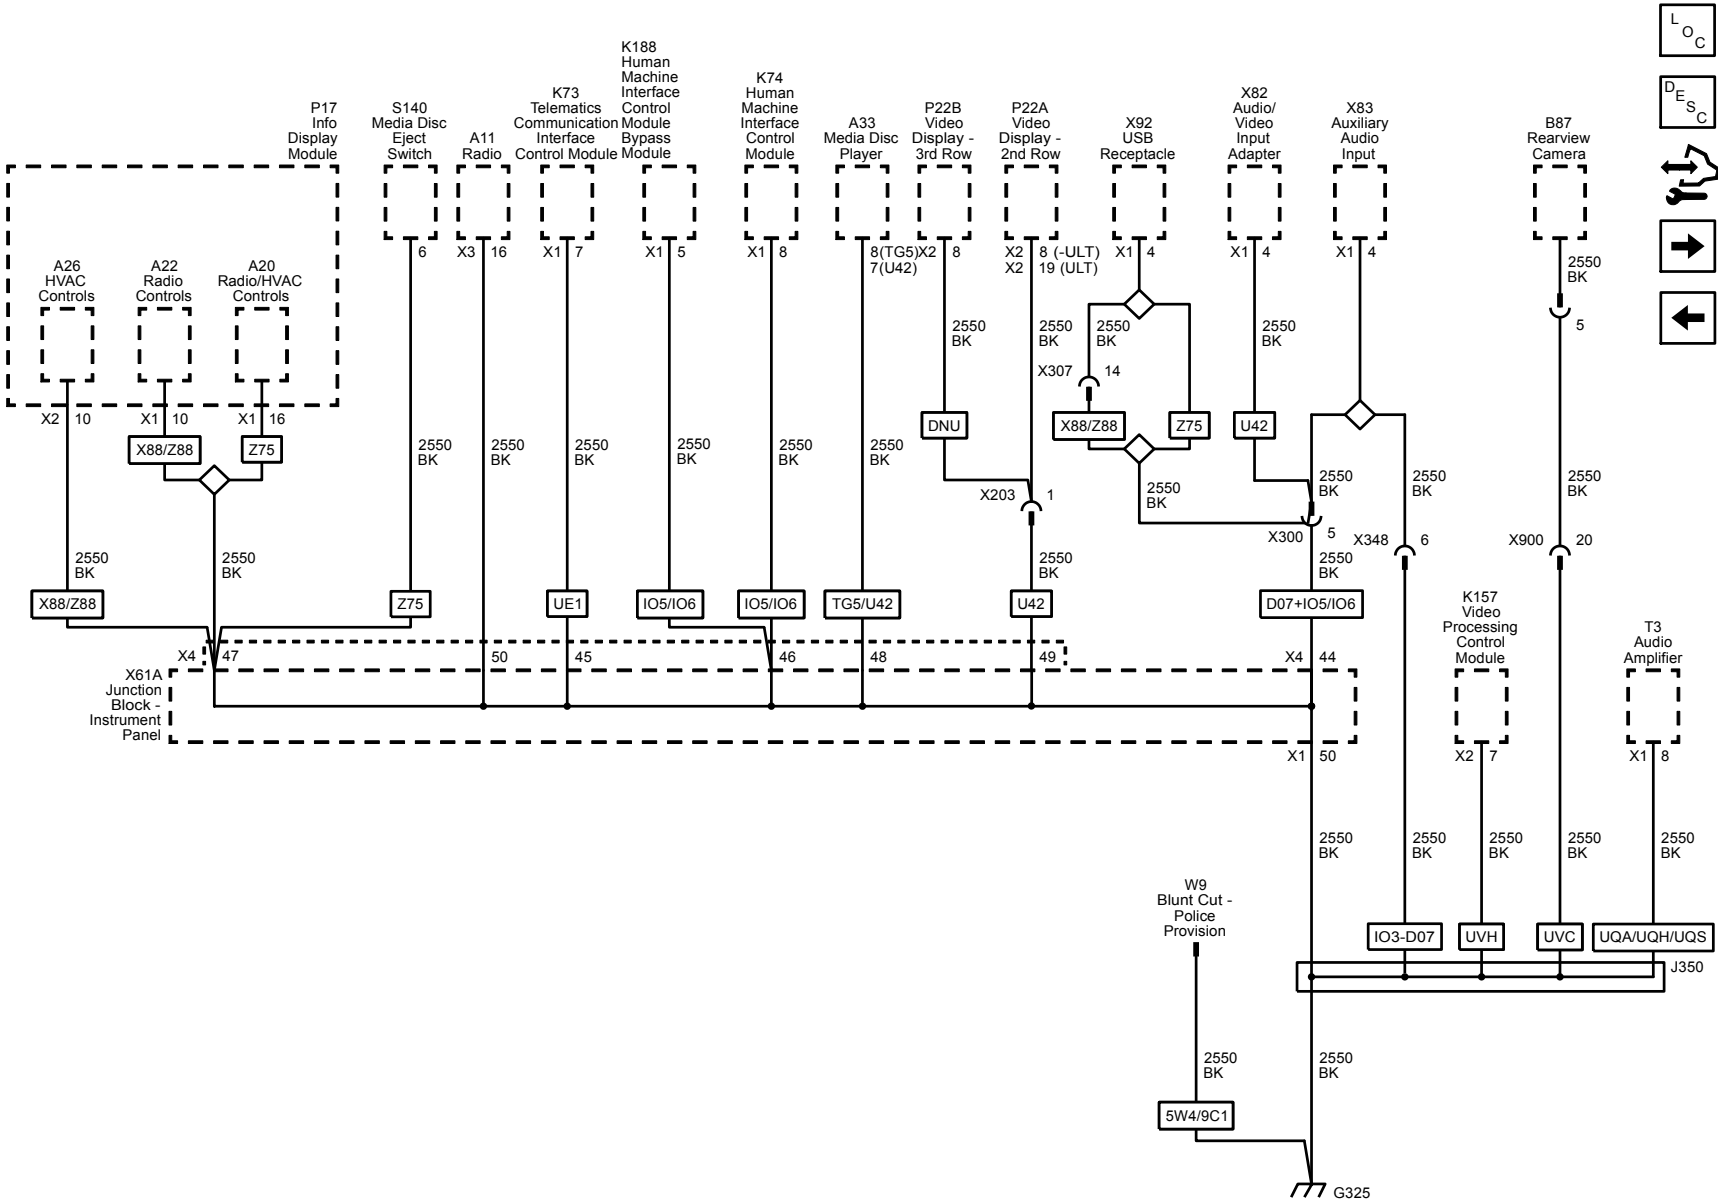 L
O
C
D
E
S
C
P17
Info
Display
Module
S140
Media Disc
Eject
Switch
A11
Radio
K73
Telematics
Communication
Interface
Control Module
K188
Human
Machine
Interface
Control
Module
Bypass
Module
K74
Human
Machine
Interface
Control
Module
A33
Media Disc
Player
P22B
Video
Display -
3rd Row
P22A
Video
Display -
2nd Row
X92
USB
Receptacle
X82
Audio/
Video
Input
Adapter
X83
Auxiliary
Audio
Input
B87
Rearview
Camera
6
X3 16
X1 7
X1 5
X1 8
8(TG5)
7(U42)
X2 8
X2 8 (-ULT)
X2 19 (ULT)
X1 4
X1 4
X1 4
2550
BK
5
A26
HVAC
Controls
A22
Radio
Controls
A20
Radio/HVAC
Controls
X2 10
X1 10
X1 16
X88/Z88
Z75
2550
BK
2550
BK
2550
BK
2550
BK
2550
BK
2550
BK
2550
BK
2550
BK
2550
BK
2550
BK
X307 14
DNU
X88/Z88
Z75
U42
2550
BK
X203 1
2550
BK
2550
BK
2550
BK
2550
BK
X300 5
X348 6
X900 20
2550
BK
2550
BK
2550
BK
2550
BK
X88/Z88
Z75
UE1
IO5/IO6
IO5/IO6
TG5/U42
U42
D07+IO5/IO6
K157
Video
Processing
Control
Module
T3
Audio
Amplifier
X4 47
50
45
46
48
49
X4 44
X61A
Junction
Block -
Instrument
Panel
X1 50
X2 7
X1 8
2550
BK
2550
BK
2550
BK
2550
BK
2550
BK
W9
Blunt Cut -
Police
Provision
IO3-D07
UVH
UVC
UQA/UQH/UQS
J350
2550
BK
2550
BK
5W4/9C1
G325